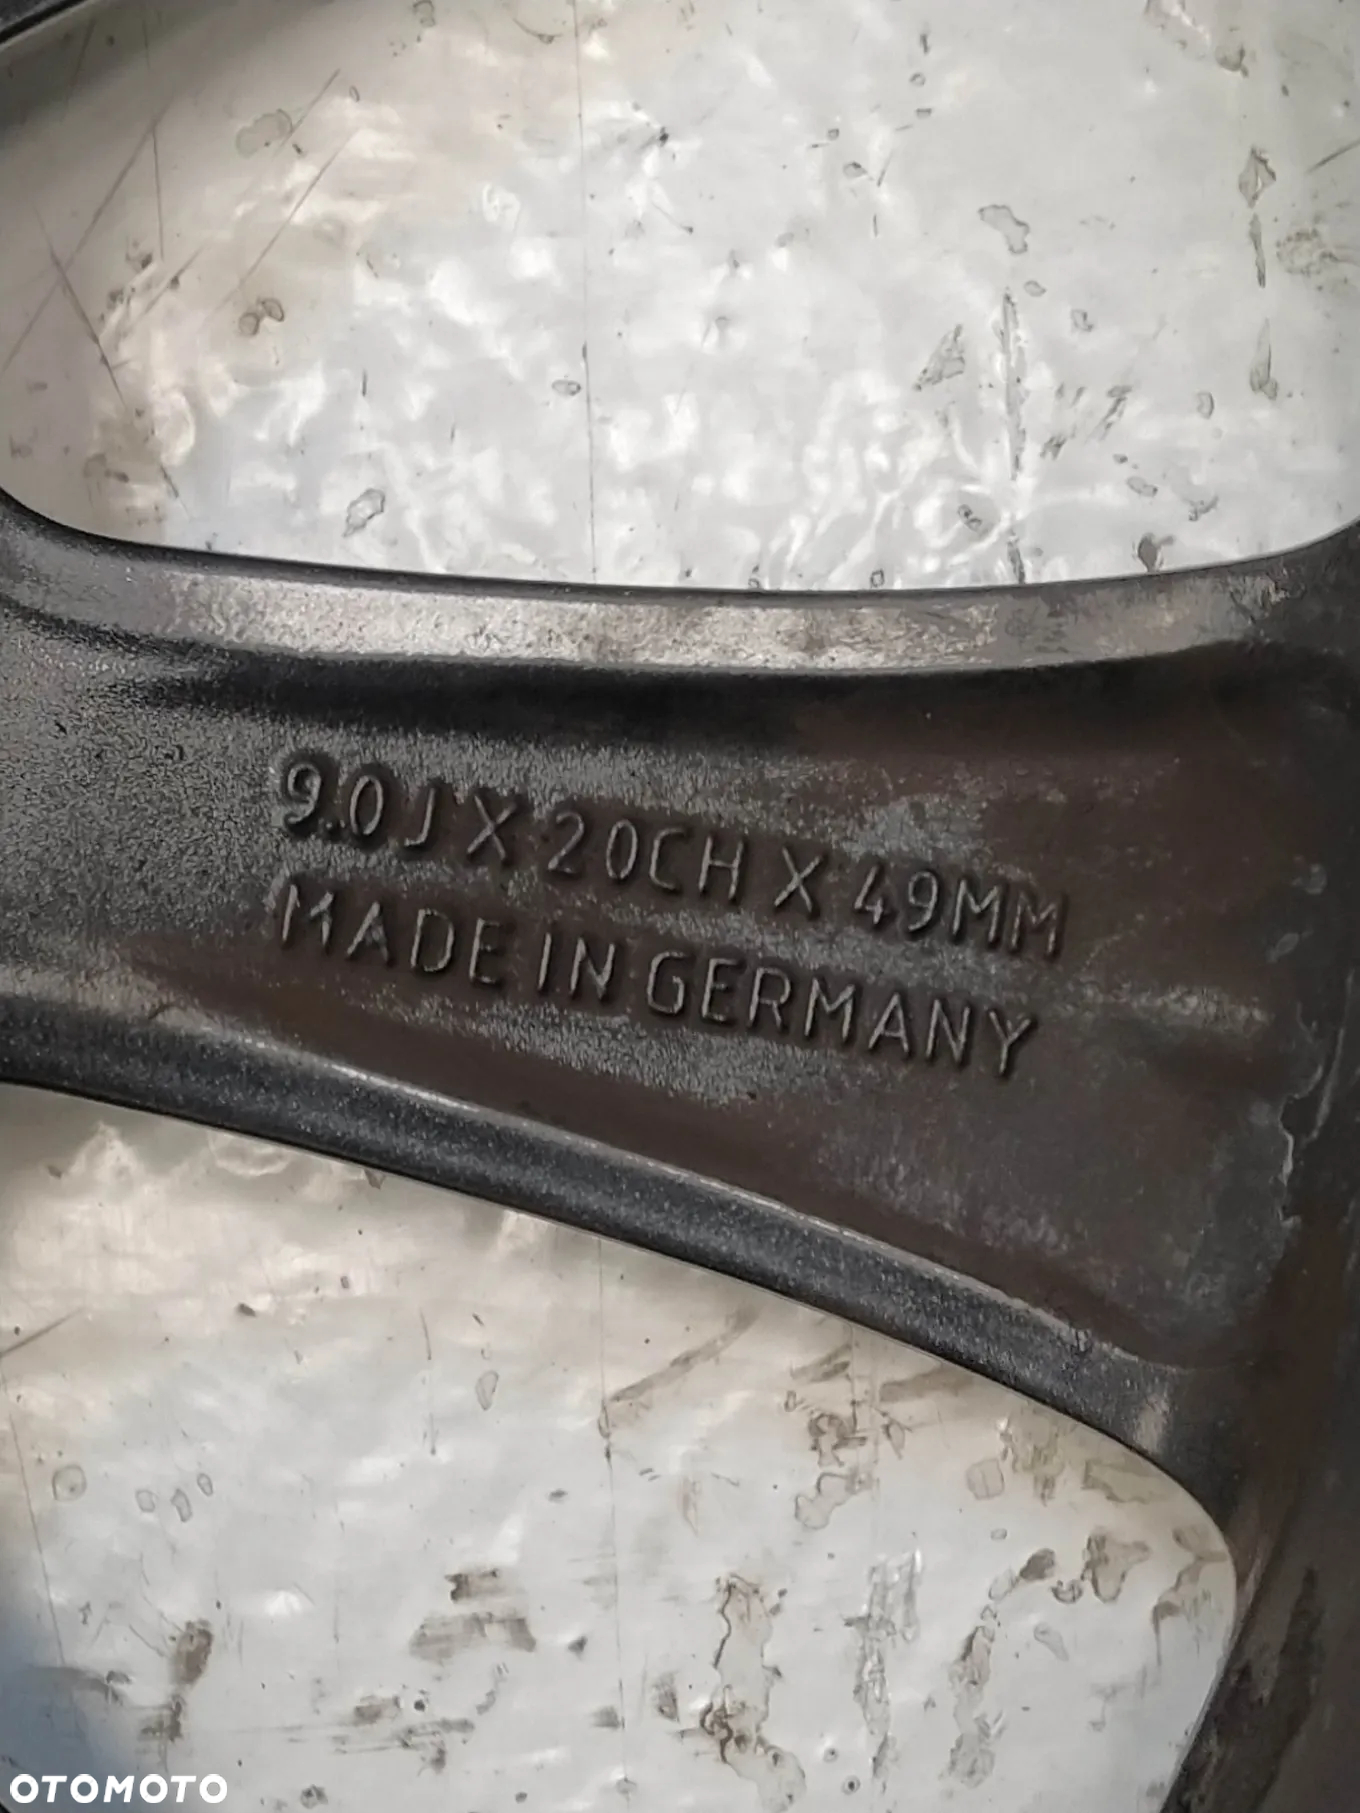 9.0J X 20CH X 49MM
MADE IN GERMANY
OTOMOTO